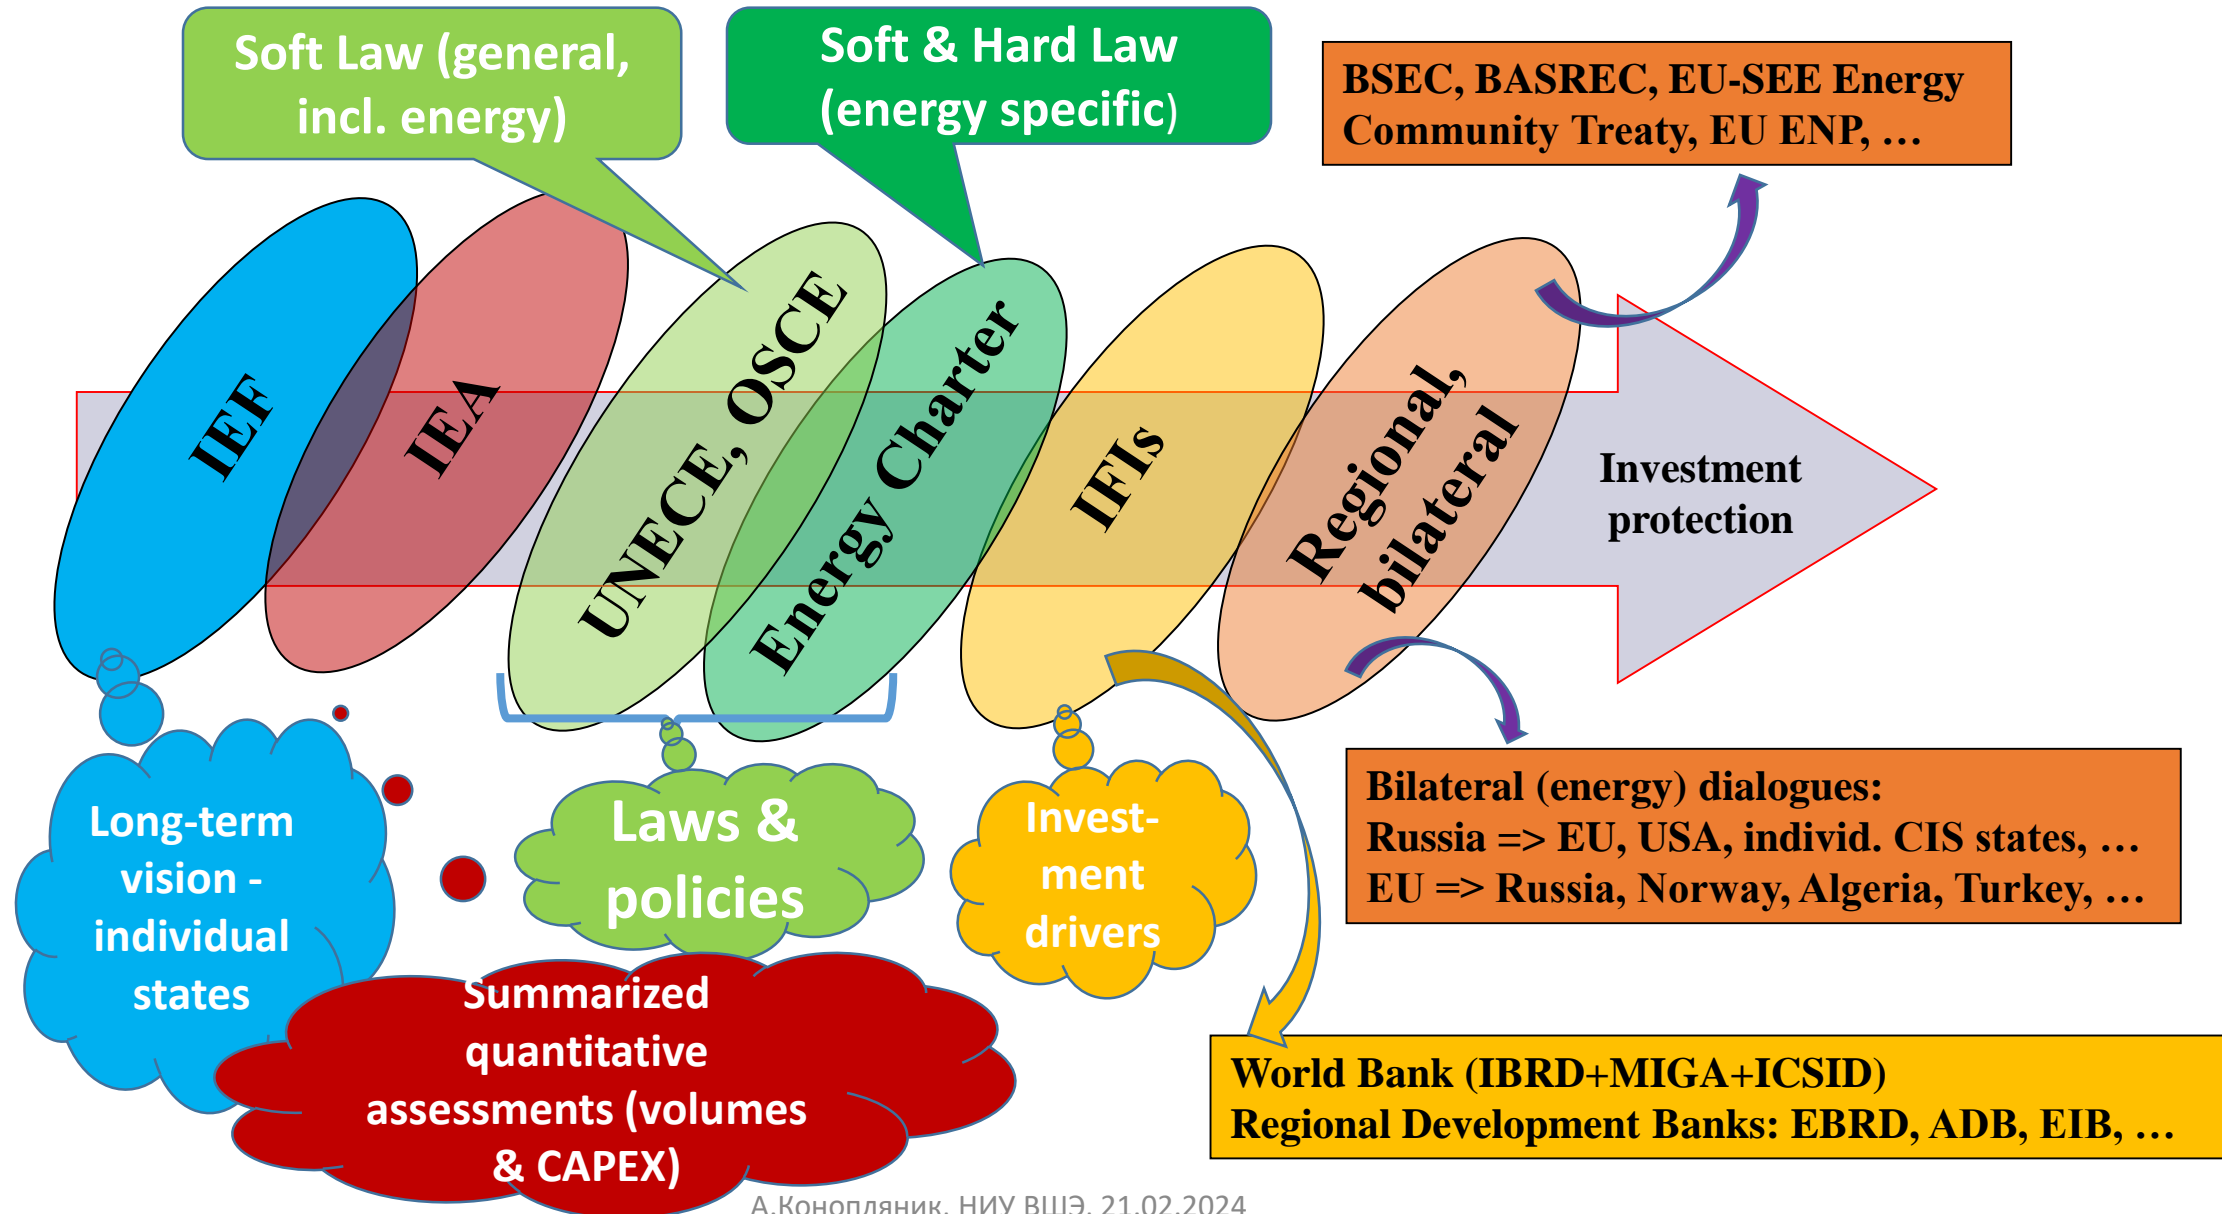 Soft Law (general,
incl. energy)
Soft & Hard Law
(energy specific)
BSEC, BASREC, EU-SEE Energy
Community Treaty, EU ENP, …
IEF
IEA
UNECE, OSCE
Energy Charter
IFIs
Regional,
bilateral
Investment
protection
Long-term
vision -
individual
states
Laws &
policies
Invest-
ment
drivers
Summarized
quantitative
assessments (volumes
& CAPEX)
Bilateral (energy) dialogues:
Russia => EU, USA, individ. CIS states, …
EU => Russia, Norway, Algeria, Turkey, …
World Bank (IBRD+MIGA+ICSID)
Regional Development Banks: EBRD, ADB, EIB, …
А.Конопляник, НИУ ВШЭ, 21.02.2024